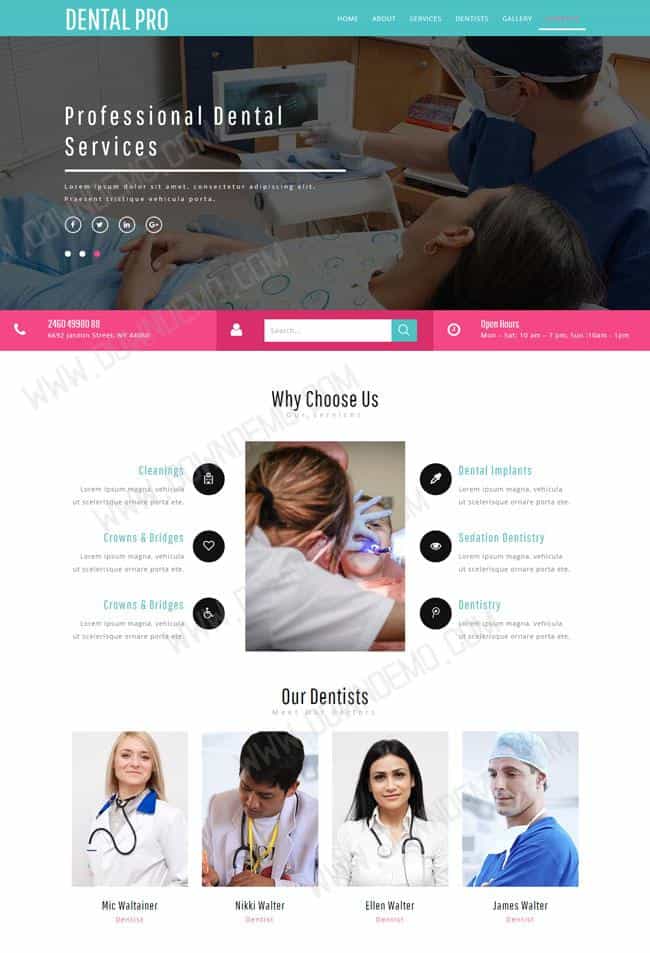 DENTAL PRO
HOME ABOUT SERVICES DENTISTS GALLERY
Professional Dental
Services
Lorem ipsum dolor sit amet, consectetur adipiscing elit.
Praesent tristique vehicula porta.
2460 49980 88
6692 Jandon Street, NY 44060
Search...
Open Hours
Mon - Sat: 10 am - 7 pm, Sun :10am - 1pm
Why Choose Us
Our Services
Cleanings
Lorem ipsum magna, vehicula
ut scelerisque ornare porta ete.
Crowns & Bridges
Lorem ipsum magna, vehicula
ut scelerisque ornare porta ete.
Crowns & Bridges
Lorem ipsum magna, vehicula
ut scelerisque ornare porta ete.
Dental Implants
Lorem ipsum magna, vehicula
ut scelerisque ornare porta ete.
Sedation Dentistry
Lorem ipsum magna, vehicula
ut scelerisque ornare porta ete.
Dentistry
Lorem ipsum magna, vehicula
ut scelerisque ornare porta ete.
Our Dentists
Meet Our Doctors
Mic Waltainer
Dentist
Nikki Walter
Dentist
Ellen Walter
Dentist
James Walter
Dentist
WWW.DOWNDEMO.COM